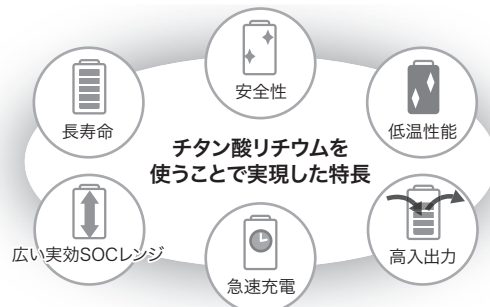 安全性
長寿命
低温性能
チタン酸リチウムを
使うことで実現した特長
広い実効SOCレンジ
急速充電
高入出力